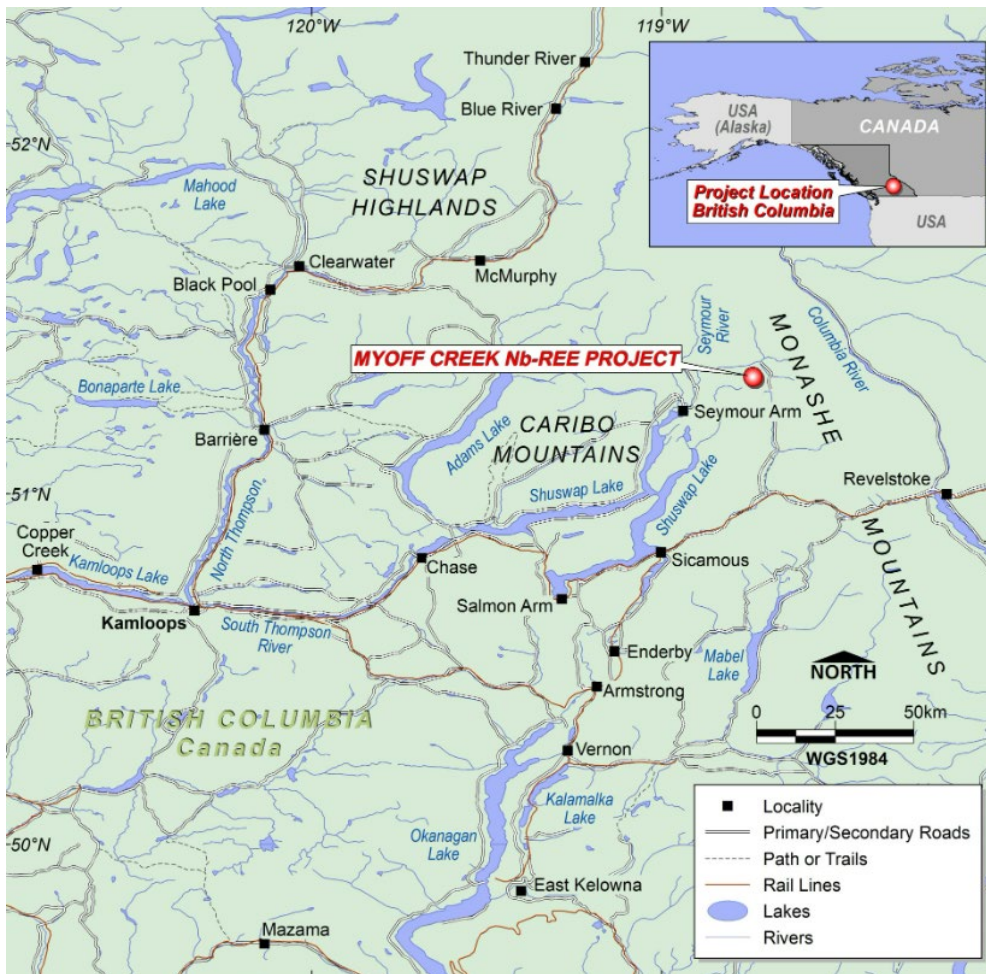 120°W
119°W
Thunder River
Blue River
52°N
USA
(Alaska)
CANADA
Project Location
British Columbia
USA
SHUSWAP
HIGHLANDS
Mahood
Lake
Clearwater
McMurphy
Black Pool
Seymour
River
MONASHE
Columbia
River
MYOFF CREEK Nb-REE PROJECT
Bonaparte Lake
Seymour Arm
Barrière
Adams Lake
CARIBO
MOUNTAINS
Shuswap Lake
Shuswap Lake
51°N
Revelstoke
Copper
Creek
North Thompson
Kamloops Lake
Chase
Sicamous
MOUNTAINS
Salmon Arm
Kamloops
South Thompson
River
Enderby
Mabel
Lake
NORTH
Armstrong
BRITISH COLUMBIA
Canada
0 25 50km
WGS1984
Vernon
Kalamalka
Lake
Okanagan
Lake
50°N
East Kelowna
Mazama
Locality
Primary/Secondary Roads
Path or Trails
Rail Lines
Lakes
Rivers
120°W
119°W